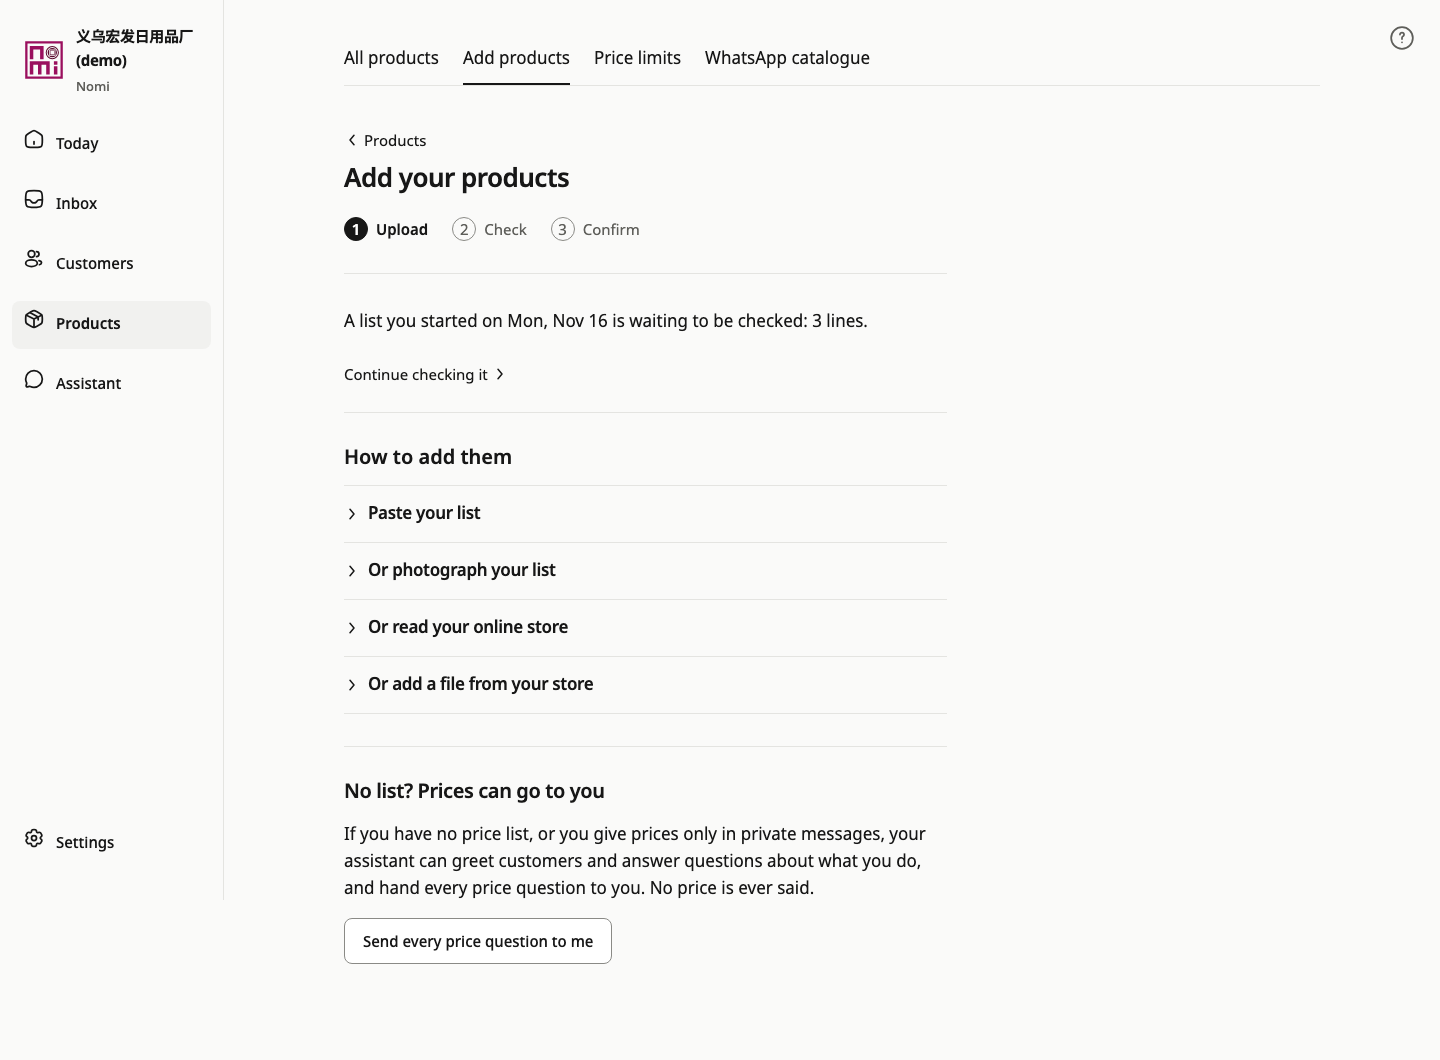 义乌宏发日用品厂
(demo)
Nomi
Today
Inbox
Customers
Products
Assistant
Settings
All products
Add products
Price limits
WhatsApp catalogue
Products
Add your products
1 Upload
2 Check
3 Confirm
A list you started on Mon, Nov 16 is waiting to be checked: 3 lines.
Continue checking it
How to add them
Paste your list
Or photograph your list
Or read your online store
Or add a file from your store
No list? Prices can go to you
If you have no price list, or you give prices only in private messages, your
assistant can greet customers and answer questions about what you do,
and hand every price question to you. No price is ever said.
Send every price question to me